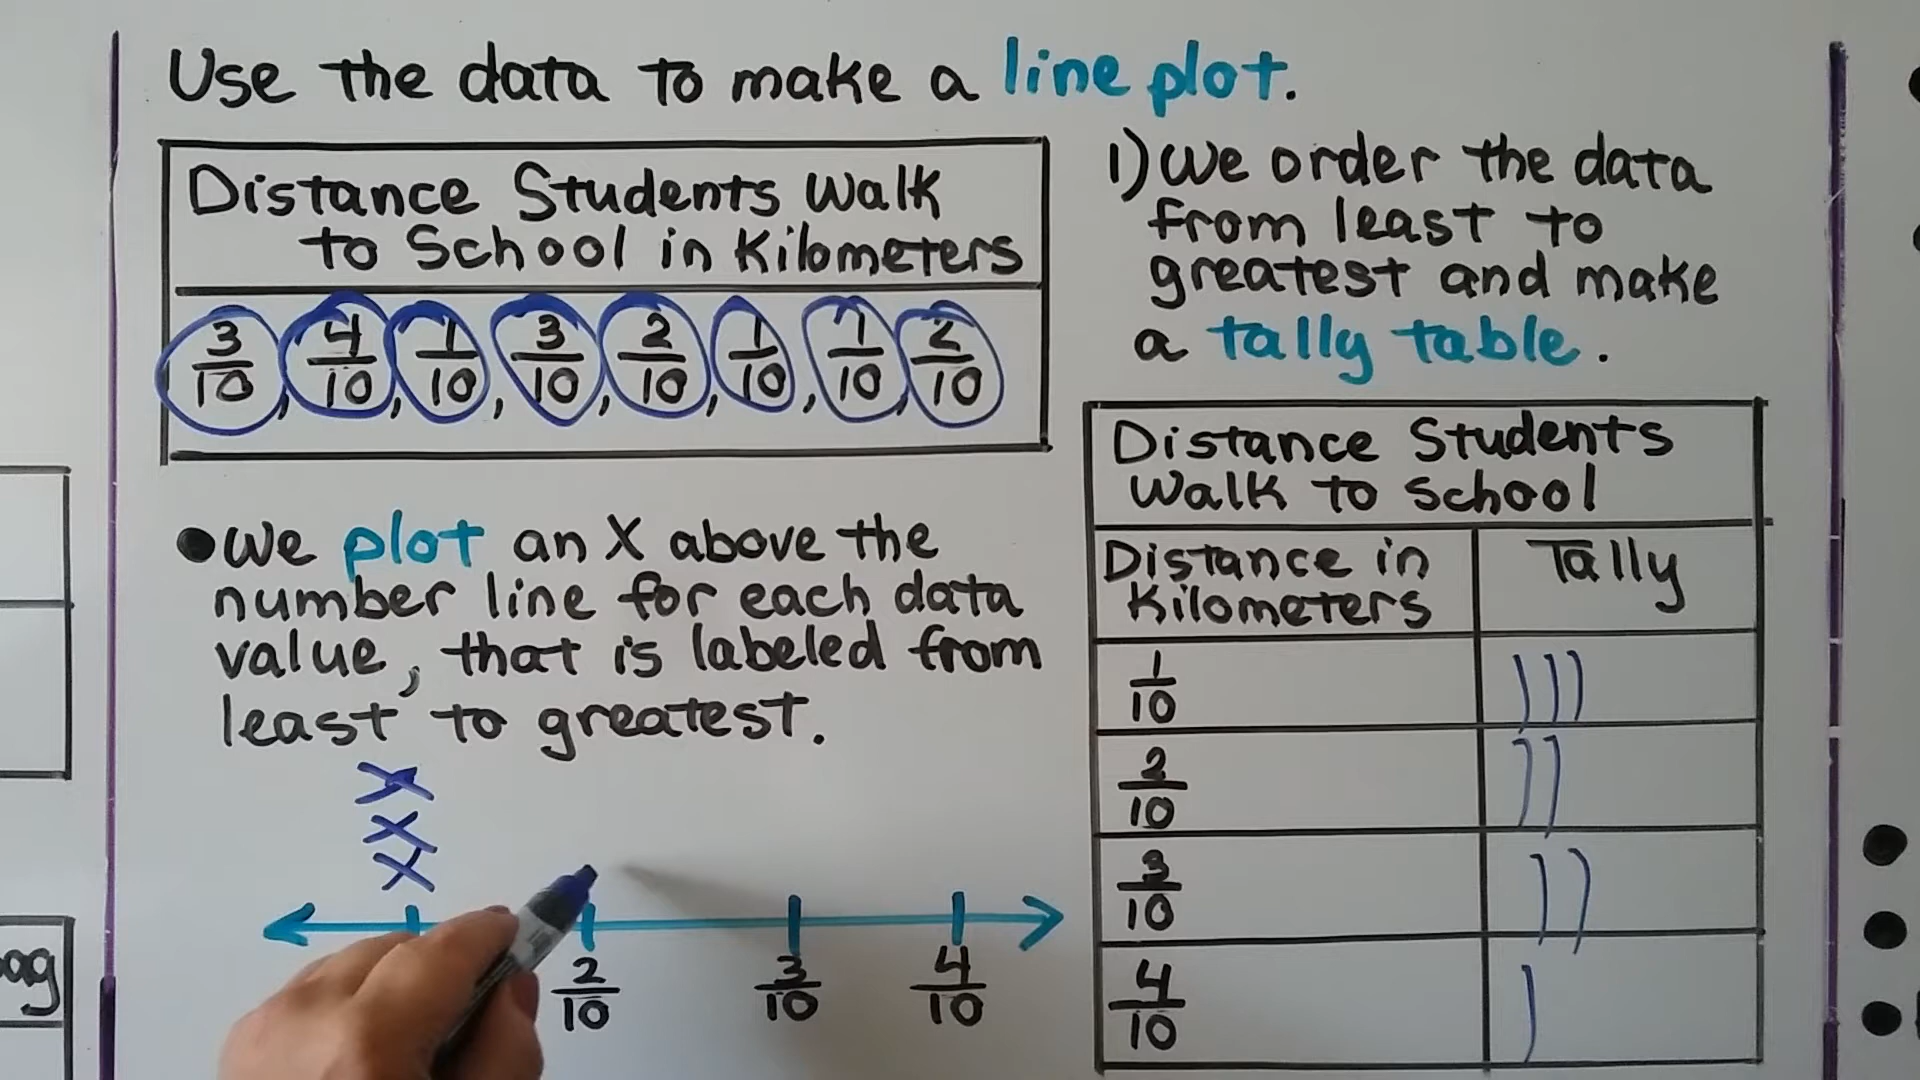 Use the data to make a line plot.
Distance Students Walk
to School in Kilometers
3/10, 4/10, 1/10, 3/10, 2/10, 1/10, 1/10, 2/10
1) We order the data
from least to
greatest and make
a tally table.
• We plot an X above the
number line for each data
value, that is labeled from
least to greatest.
X
X
X
2/10 3/10 4/10
Distance Students
Walk to School
Distance in Kilometers Tally
1/10 |||
2/10 ||
3/10 ||
4/10 |
ag